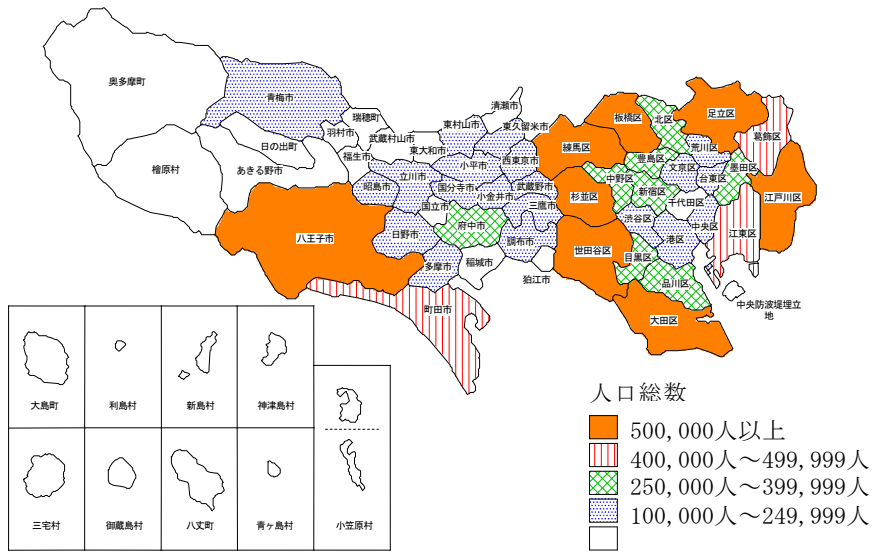 奥多摩町
青梅市
瑞穂町
羽村市
日の出町
檜原村
あきる野市
福生市
武蔵村山市
東大和市
東村山市
清瀬市
東久留米市
昭島市
立川市
小平市
西東京市
国分寺市
小金井市
武蔵野市
国立市
三鷹市
八王子市
日野市
府中市
調布市
多摩市
稲城市
狛江市
町田市
板橋区
北区
足立区
葛飾区
練馬区
荒川区
豊島区
文京区
台東区
墨田区
中野区
新宿区
杉並区
千代田区
江戸川区
渋谷区
中央区
江東区
世田谷区
港区
目黒区
品川区
大田区
中央防波堤埋立
地
大島町
利島村
新島村
神津島村
三宅村
御蔵島村
八丈町
青ヶ島村
小笠原村
人口総数
500,000人以上
400,000人～499,999人
250,000人～399,999人
100,000人～249,999人